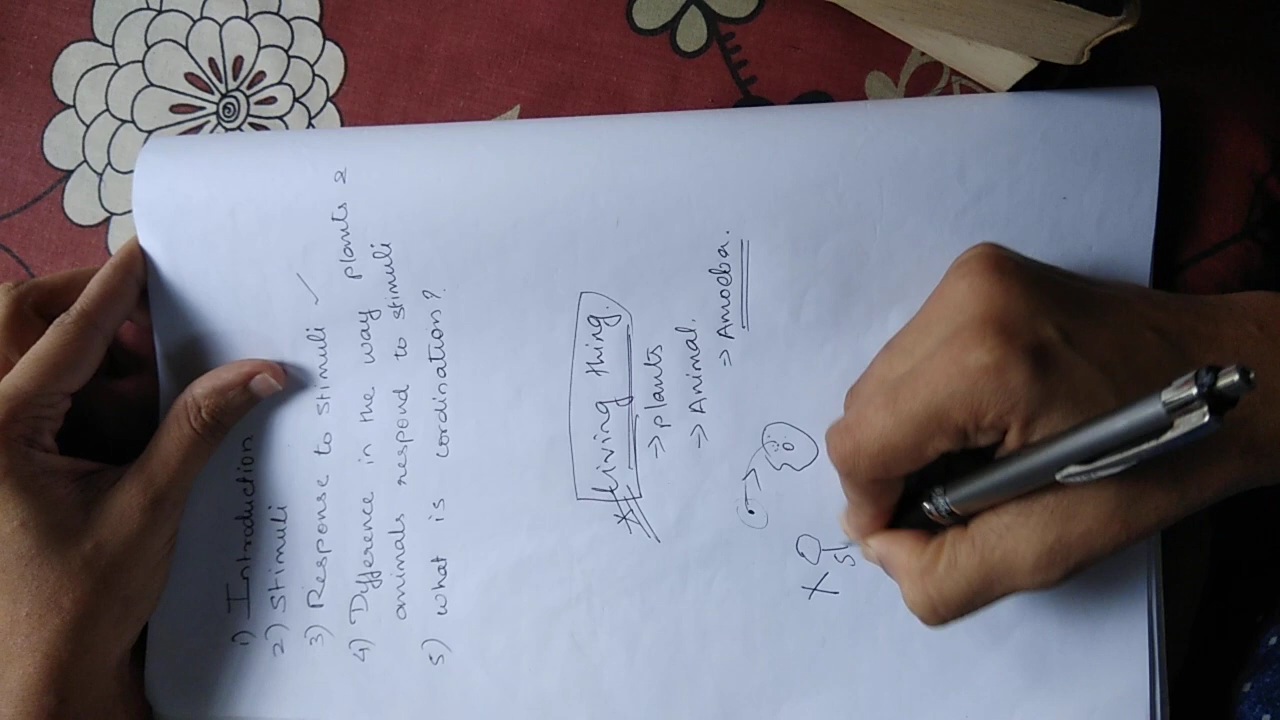 1) Introduction
2) Stimuli
3) Response to stimuli ✓
4) Difference in the way plants &
animals respond to stimuli
5) what is cordination?
* living thing.
→ plants
→ Animal.
⇒ Amoeba.